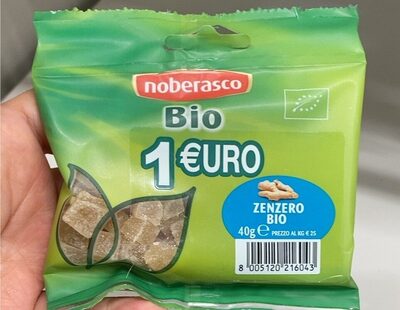 noberasco
Bio
1 €URO
ZENZERO
BIO
40g e PREZZO AL KG € 25
8 005120 216043